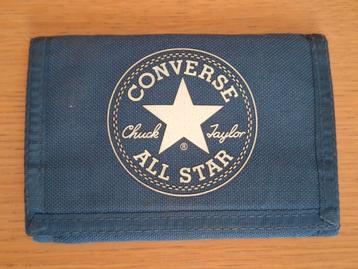 CONVERSE
Chuck Taylor
®
ALL STAR